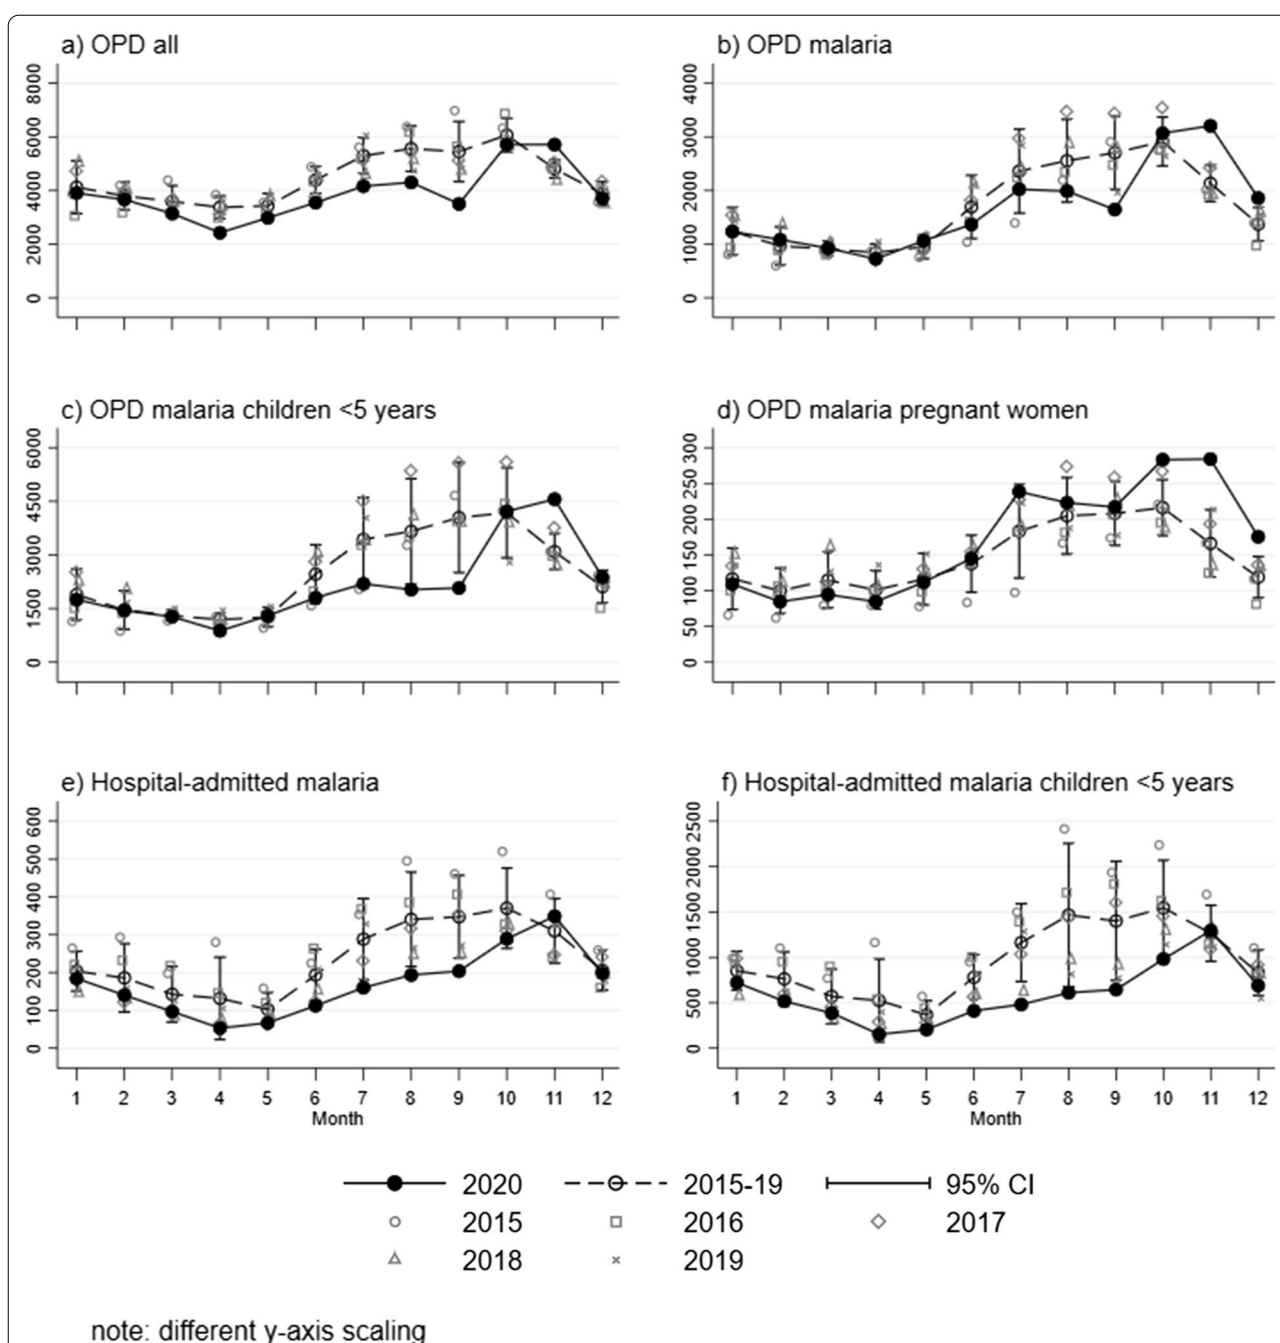 a) OPD all
b) OPD malaria
8000
6000
4000
2000
0
4000
3000
2000
1000
0
c) OPD malaria children <5 years
d) OPD malaria pregnant women
6000
4500
3000
1500
0
300
250
200
150
100
50
0
e) Hospital-admitted malaria
f) Hospital-admitted malaria children <5 years
600
500
400
300
200
100
0
2500
2000
1500
1000
500
0
1 2 3 4 5 6 7 8 9 10 11 12
Month
1 2 3 4 5 6 7 8 9 10 11 12
Month
2020 2015-19 95% CI
2015 2016 2017
2018 2019
note: different y-axis scaling